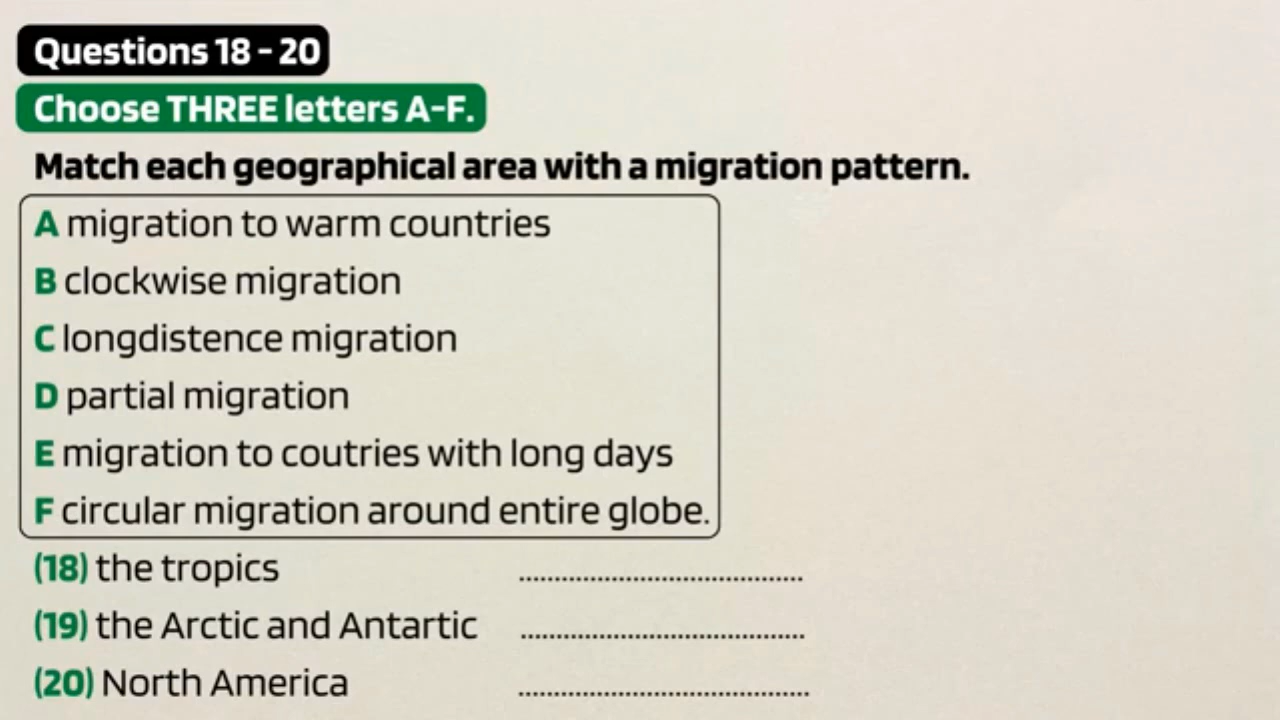 Questions 18 - 20
Choose THREE letters A-F.
Match each geographical area with a migration pattern.
A migration to warm countries
B clockwise migration
C longdistence migration
D partial migration
E migration to coutries with long days
F circular migration around entire globe.
(18) the tropics ........................................
(19) the Arctic and Antartic ........................................
(20) North America .........................................